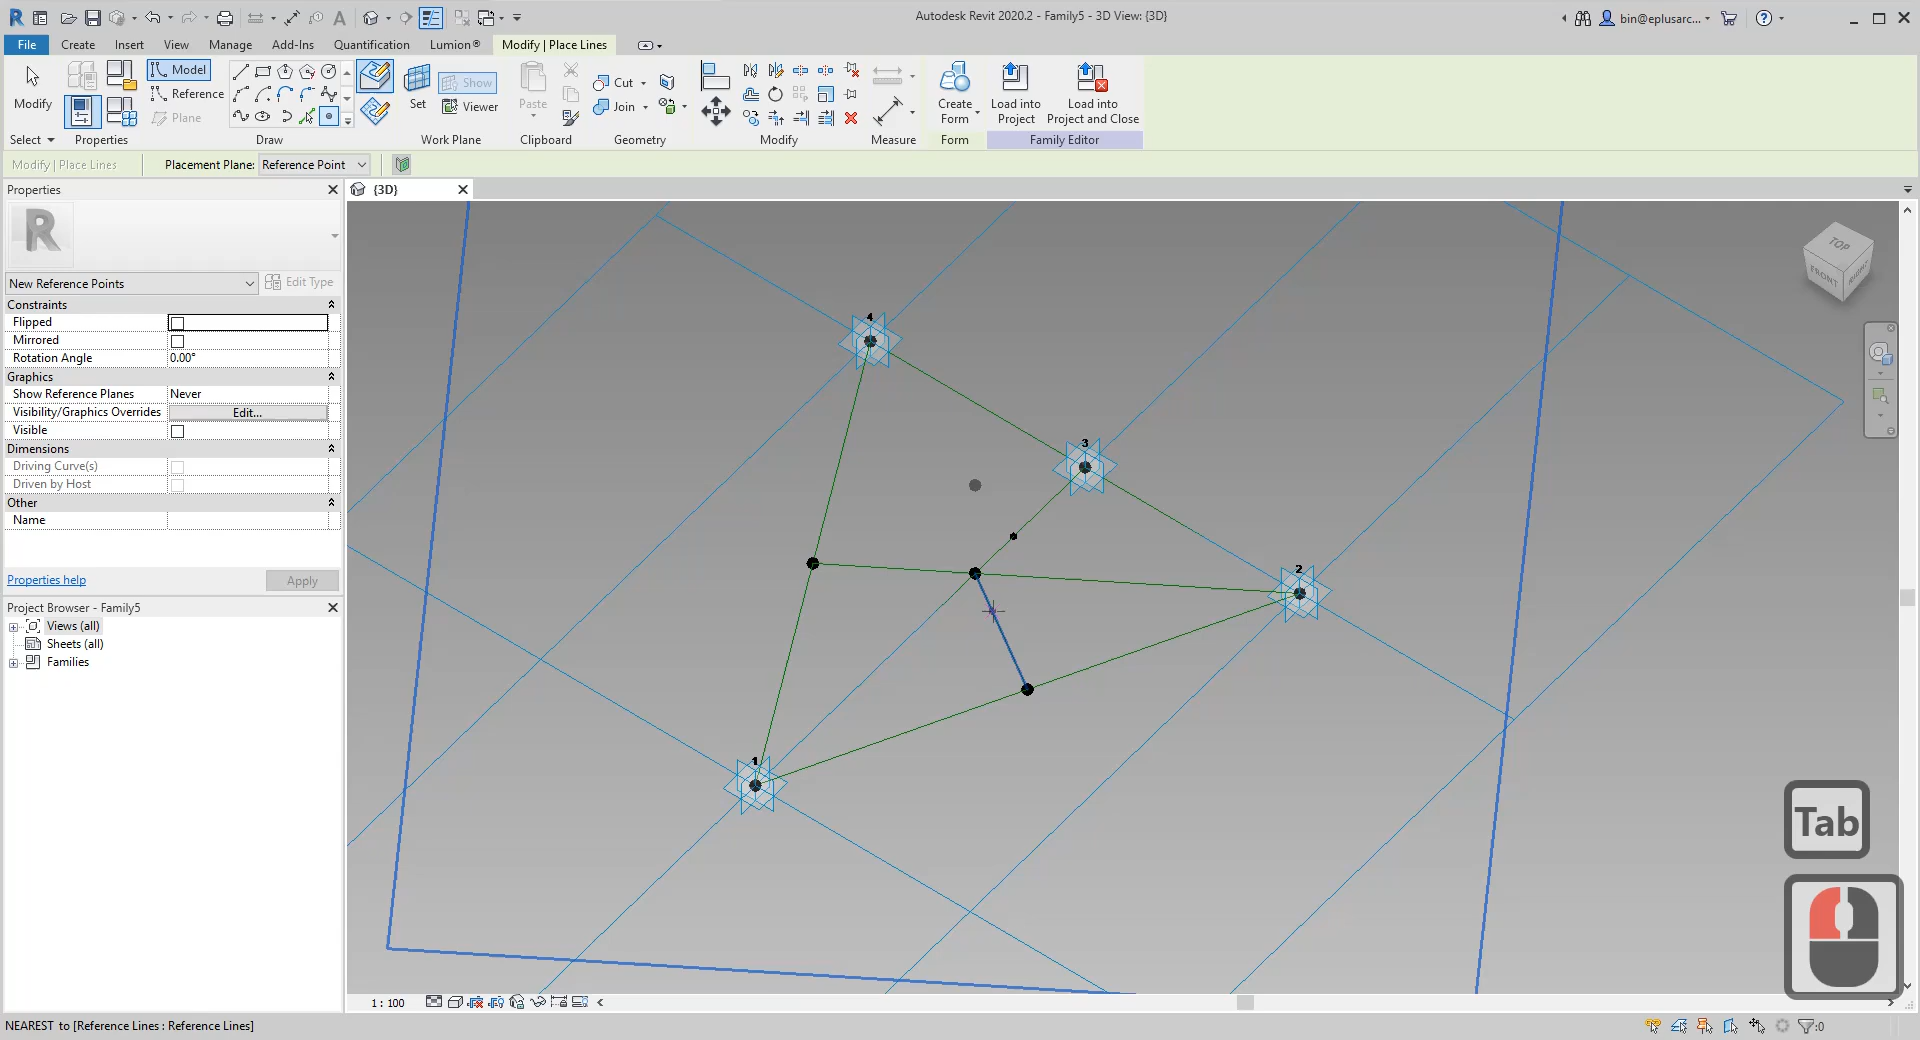 Autodesk Revit 2020.2 - Family5 - 3D View: {3D}
bin@eplusarc...
File
Create
Insert
View
Manage
Add-Ins
Quantification
Lumion®
Modify | Place Lines
Modify
Model
Reference
Plane
Set
Show
Viewer
Paste
Cut
Join
Create
Form
Load into
Project
Load into
Project and Close
Select
Properties
Draw
Work Plane
Clipboard
Geometry
Modify
Measure
Form
Family Editor
Modify | Place Lines
Placement Plane:
Reference Point
Properties
{3D}
R
New Reference Points
Edit Type
Constraints
Flipped
Mirrored
Rotation Angle
0.00°
Graphics
Show Reference Planes
Never
Visibility/Graphics Overrides
Edit...
Visible
Dimensions
Driving Curve(s)
Driven by Host
Other
Name
Properties help
Apply
Project Browser - Family5
Views (all)
Sheets (all)
Families
4
3
2
1
TOP
FRONT
RIGHT
Tab
1 : 100
NEAREST to [Reference Lines : Reference Lines]
:0